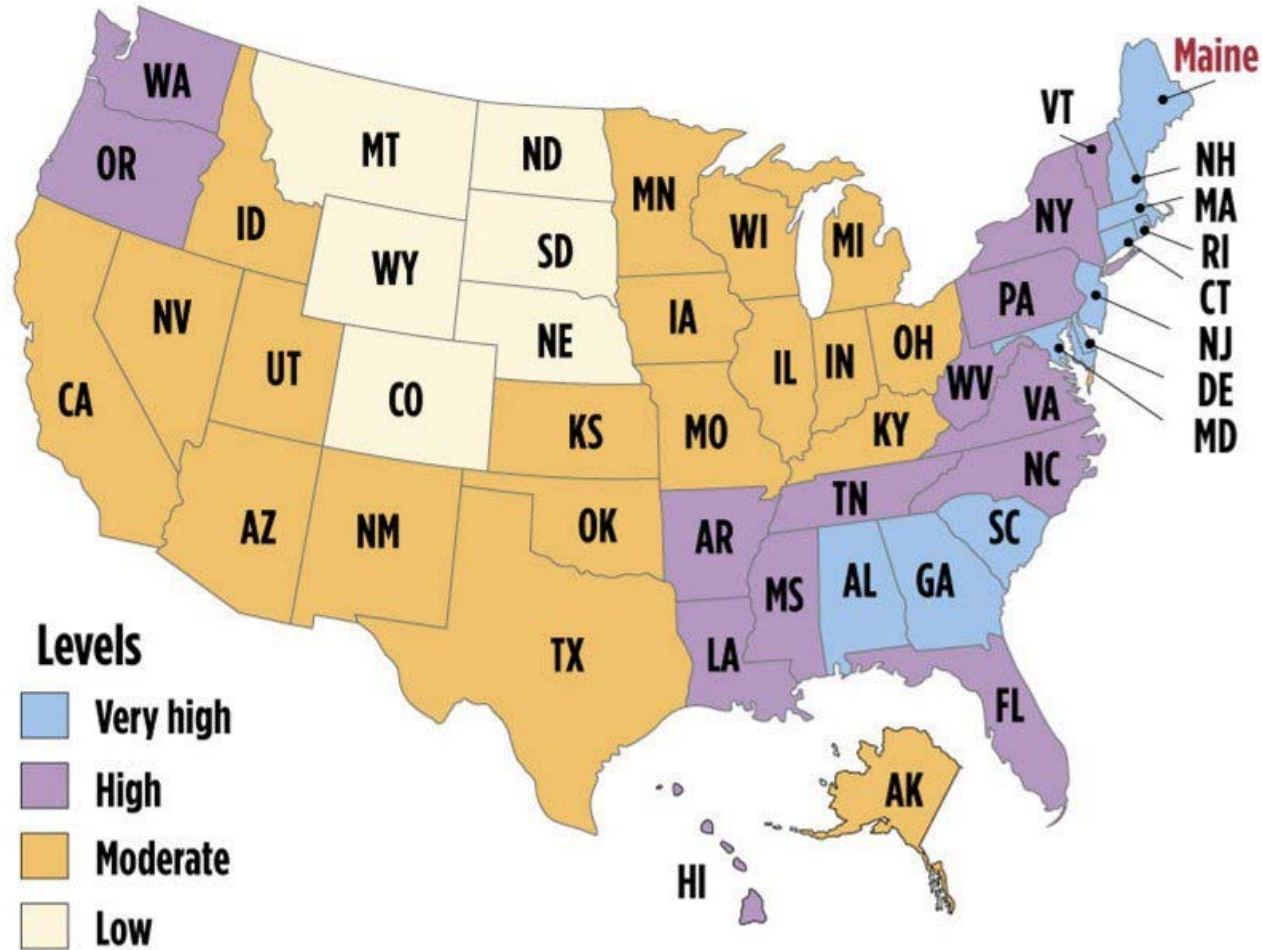 Maine
WA
VT
MT
ND
OR
MN
NH
MA
ID
WI
MI
NY
RI
SD
WY
CT
PA
NV
IA
NE
NJ
OH
UT
IL
IN
DE
CA
CO
WV
VA
MD
KS
MO
KY
NC
TN
AZ
NM
OK
AR
SC
MS
AL
GA
TX
LA
Levels
Very high
FL
High
AK
Moderate
HI
Low